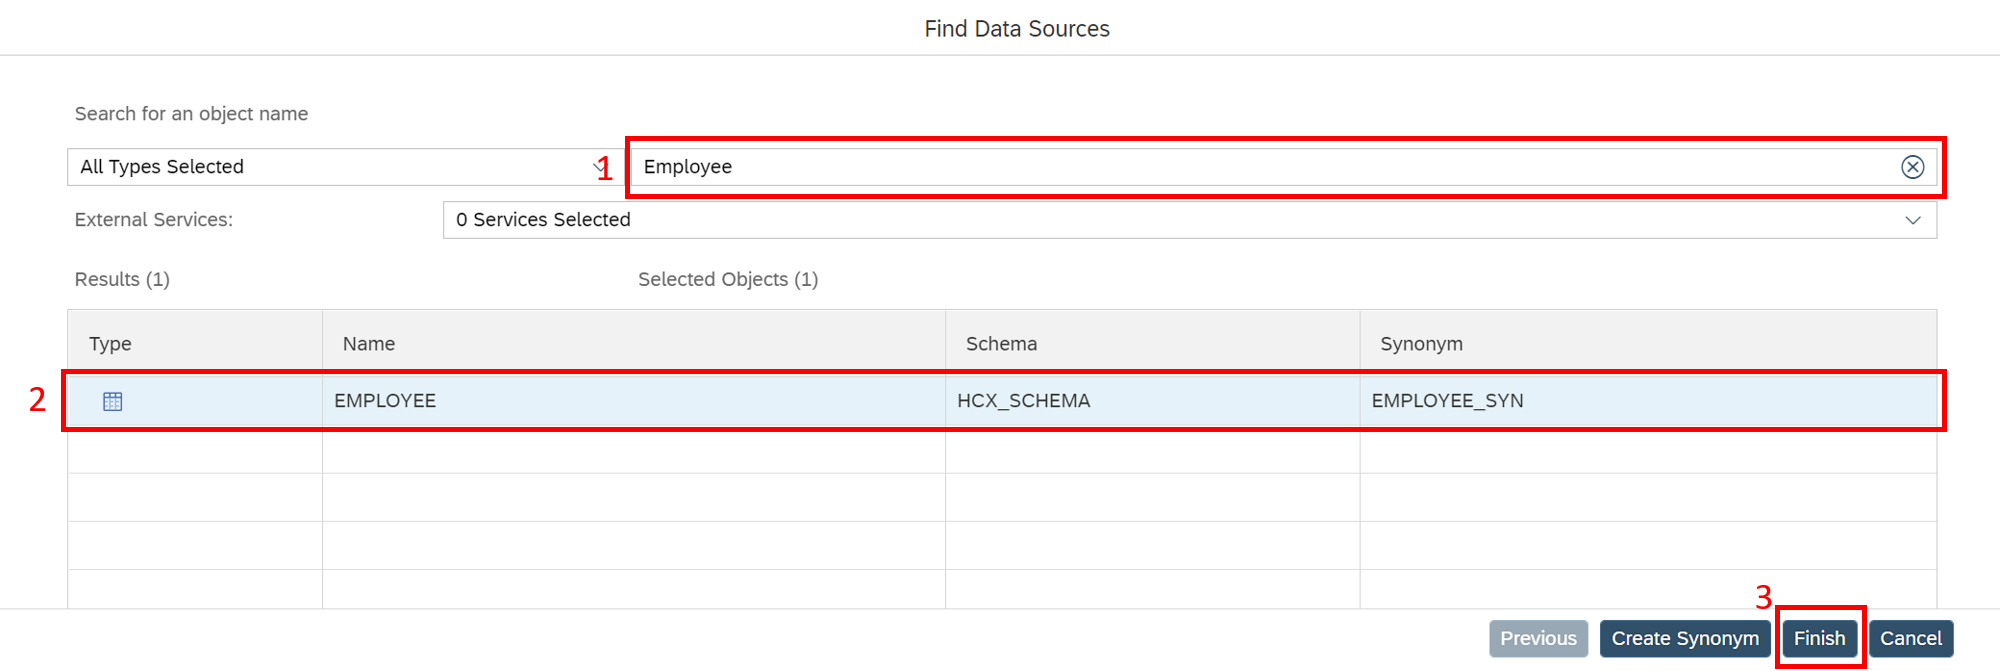 Find Data Sources
Search for an object name
All Types Selected 1 Employee
External Services: 0 Services Selected
Results (1) Selected Objects (1)
Type Name Schema Synonym
2 EMPLOYEE HCX_SCHEMA EMPLOYEE_SYN
3
Previous Create Synonym Finish Cancel